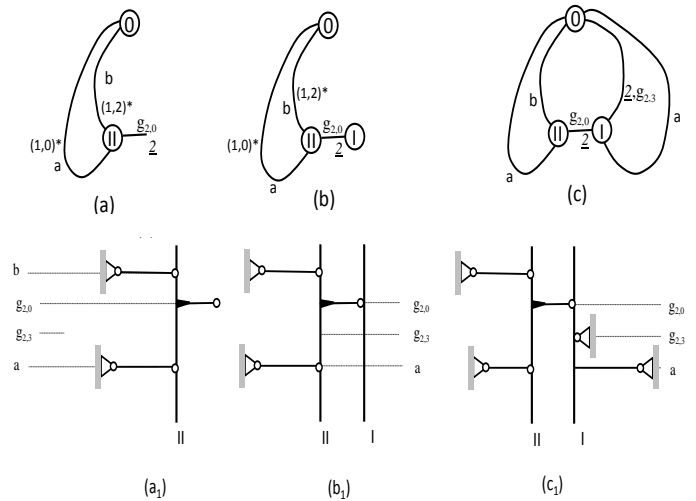 0 0 0
b b b
(1,2)* (1,2)* 2,g2.3
(1,0)* (1,0)* a
g2,0 g2,0 g2,0
II II I II I
2 2 2
a a a
(a) (b) (c)
b
g2,0 g2,0 g2,0
g2,3 g2,3 g2,3
a a a
II II I II I
(a1) (b1) (c1)